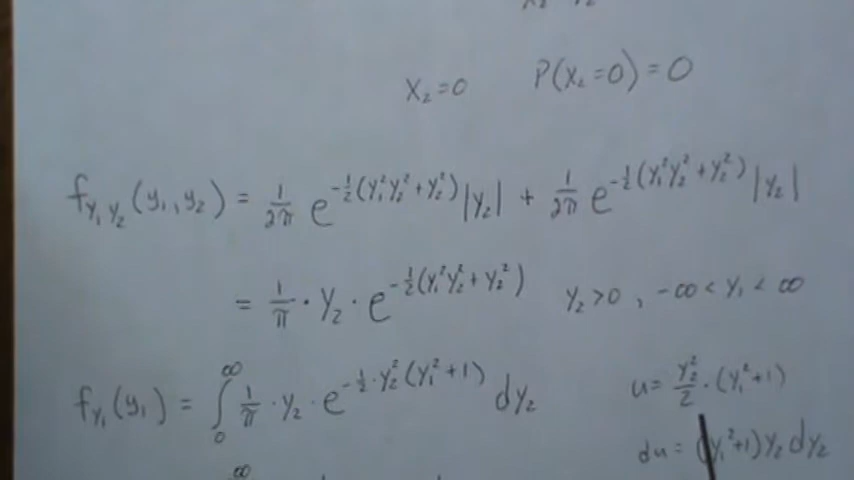 X₂=0 P(X₂=0)=0
f_{Y₁Y₂}(y₁,y₂) = 1/2π e^{-1/2(y₁²y₂²+y₂²)}|y₂| + 1/2π e^{-1/2(y₁²y₂²+y₂²)}|y₂|
= 1/π · y₂ · e^{-1/2(y₁²y₂²+y₂²)} y₂>0, -∞<y₁<∞
f_{Y₁}(y₁) = ∫₀^∞ 1/π · y₂ · e^{-1/2·y₂²(y₁²+1)} dy₂ u= y₂²/2 · (y₁²+1)
du = (y₁²+1)y₂dy₂
∞